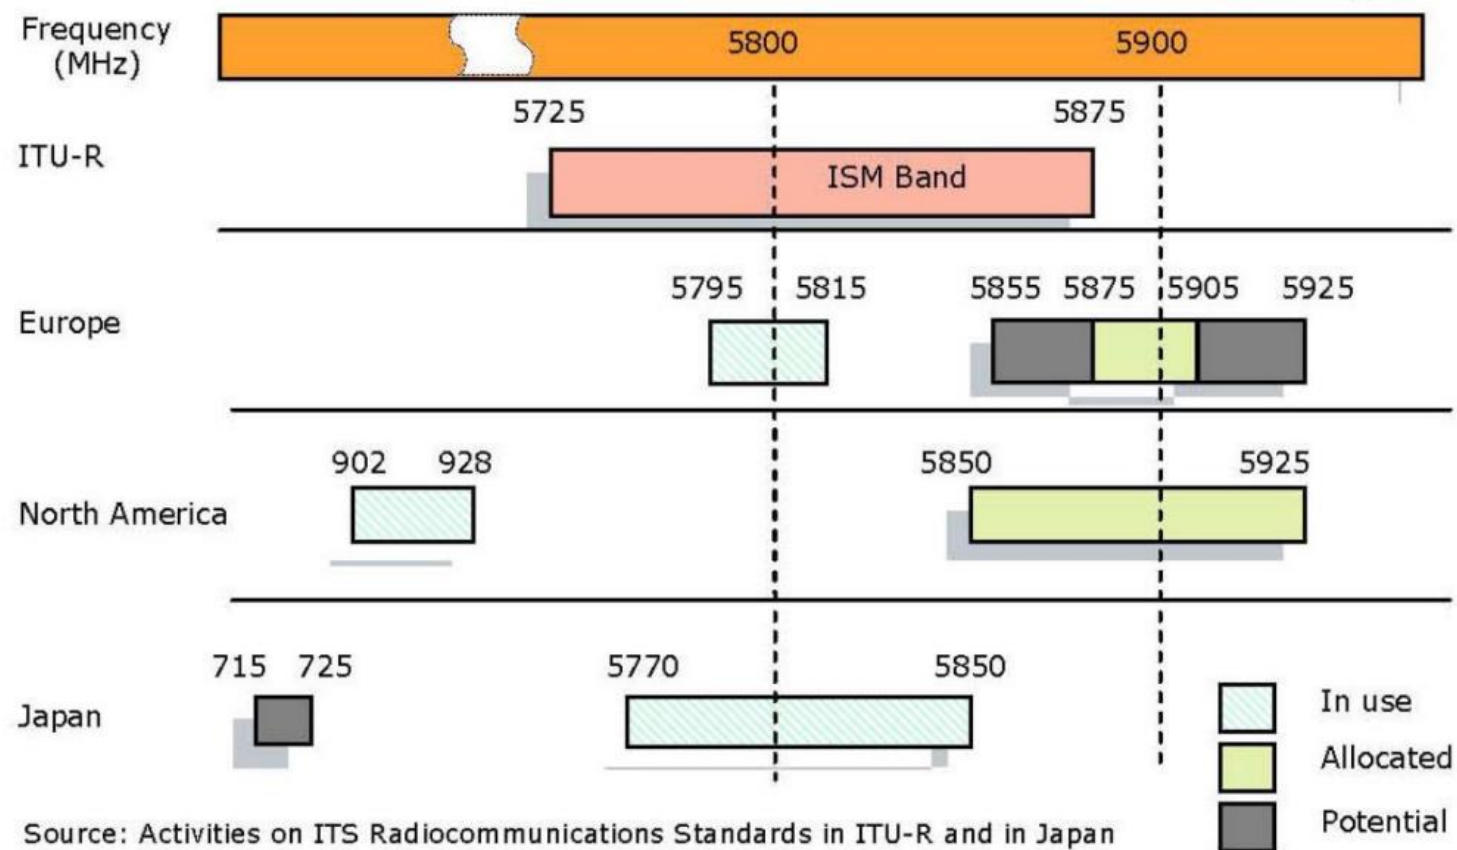 Frequency
(MHz)
5800
5900
5725
5875
ITU-R
ISM Band
5795
5815
5855
5875
5905
5925
Europe
902
928
5850
5925
North America
715
725
5770
5850
Japan
In use
Allocated
Potential
Source: Activities on ITS Radiocommunications Standards in ITU-R and in Japan